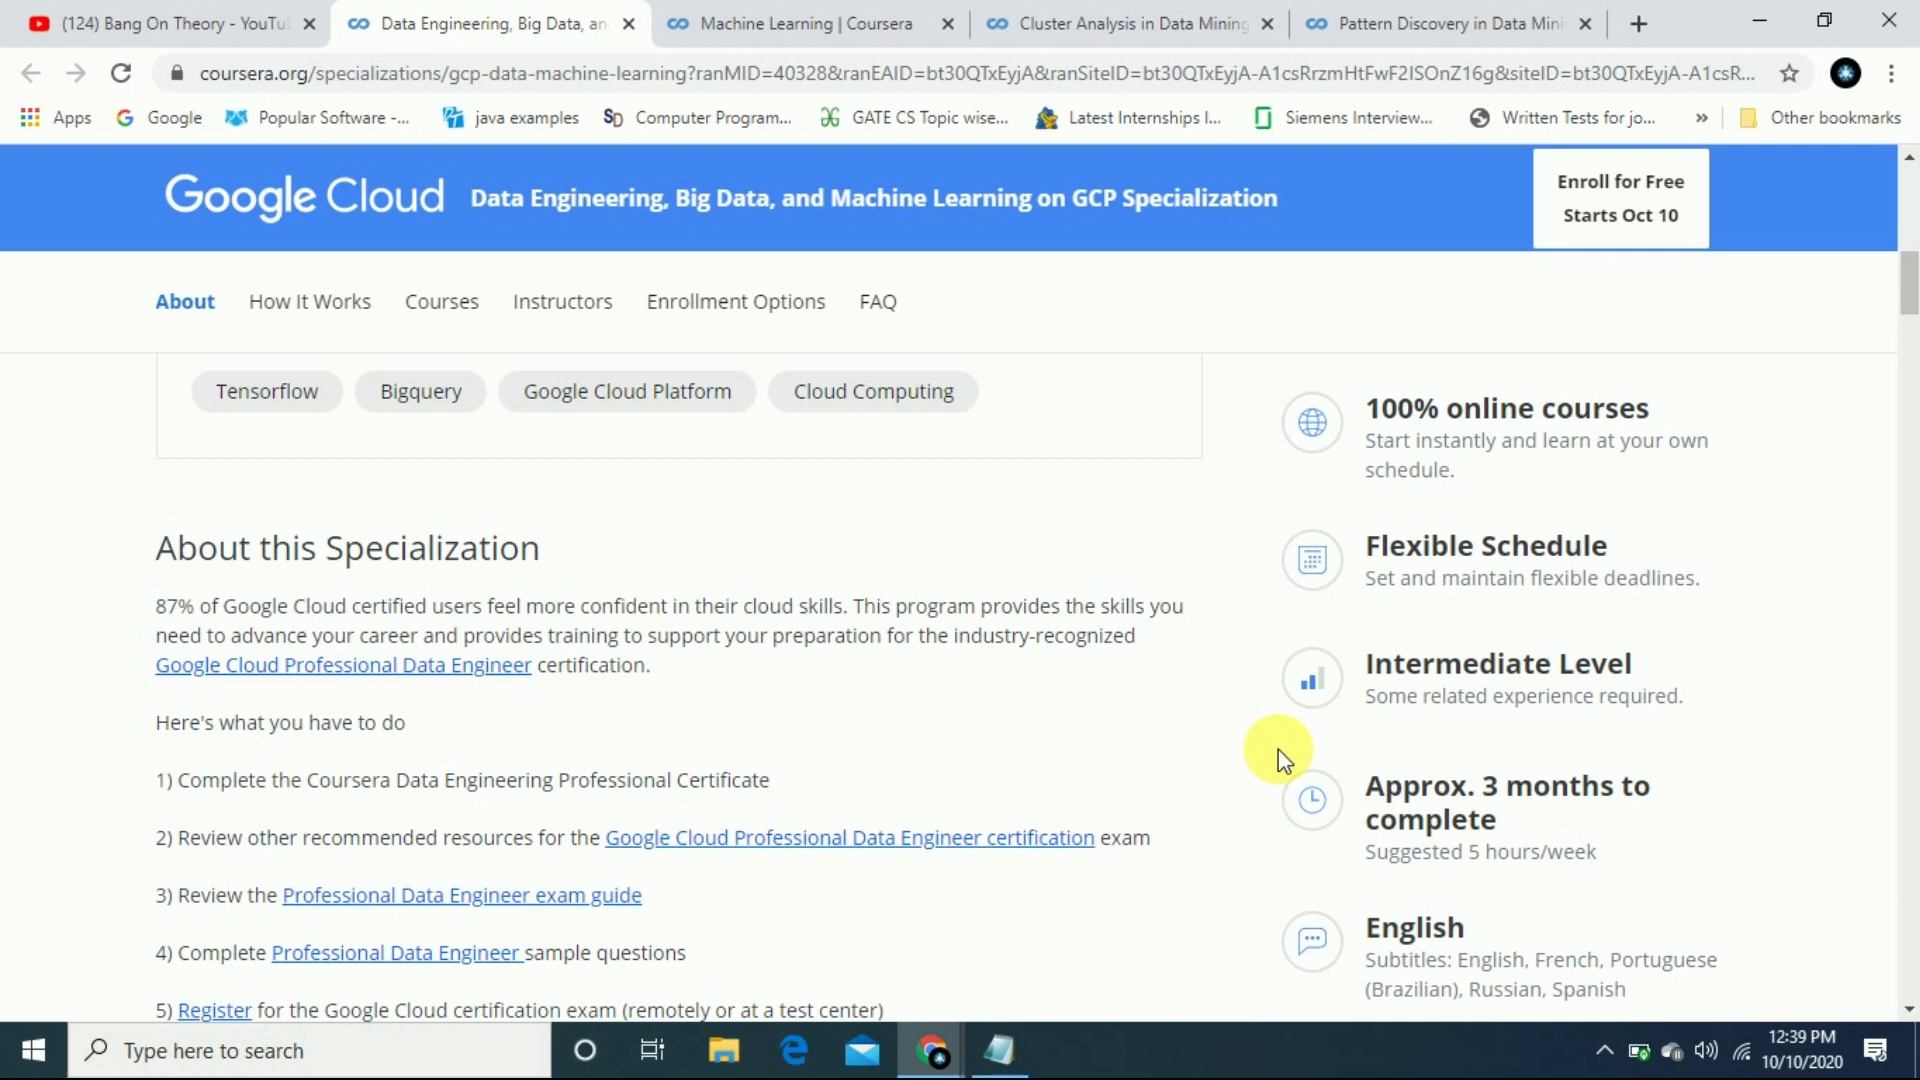 (124) Bang On Theory - YouTu
Data Engineering, Big Data, an
Machine Learning | Coursera
Cluster Analysis in Data Mining
Pattern Discovery in Data Mini
coursera.org/specializations/gcp-data-machine-learning?ranMID=40328&ranEAID=bt30QTxEyjA&ranSiteID=bt30QTxEyjA-A1csRrzmHtFwF2ISOnZ16g&siteID=bt30QTxEyjA-A1csR...
Apps
Google
Popular Software -...
java examples
Computer Program...
GATE CS Topic wise...
Latest Internships I...
Siemens Interview...
Written Tests for jo...
»
Other bookmarks
Google Cloud
Data Engineering, Big Data, and Machine Learning on GCP Specialization
Enroll for Free
Starts Oct 10
About
How It Works
Courses
Instructors
Enrollment Options
FAQ
Tensorflow
Bigquery
Google Cloud Platform
Cloud Computing
About this Specialization
87% of Google Cloud certified users feel more confident in their cloud skills. This program provides the skills you
need to advance your career and provides training to support your preparation for the industry-recognized
Google Cloud Professional Data Engineer certification.
Here's what you have to do
1) Complete the Coursera Data Engineering Professional Certificate
2) Review other recommended resources for the Google Cloud Professional Data Engineer certification exam
3) Review the Professional Data Engineer exam guide
4) Complete Professional Data Engineer sample questions
5) Register for the Google Cloud certification exam (remotely or at a test center)
100% online courses
Start instantly and learn at your own
schedule.
Flexible Schedule
Set and maintain flexible deadlines.
Intermediate Level
Some related experience required.
Approx. 3 months to
complete
Suggested 5 hours/week
English
Subtitles: English, French, Portuguese
(Brazilian), Russian, Spanish
Type here to search
12:39 PM
10/10/2020